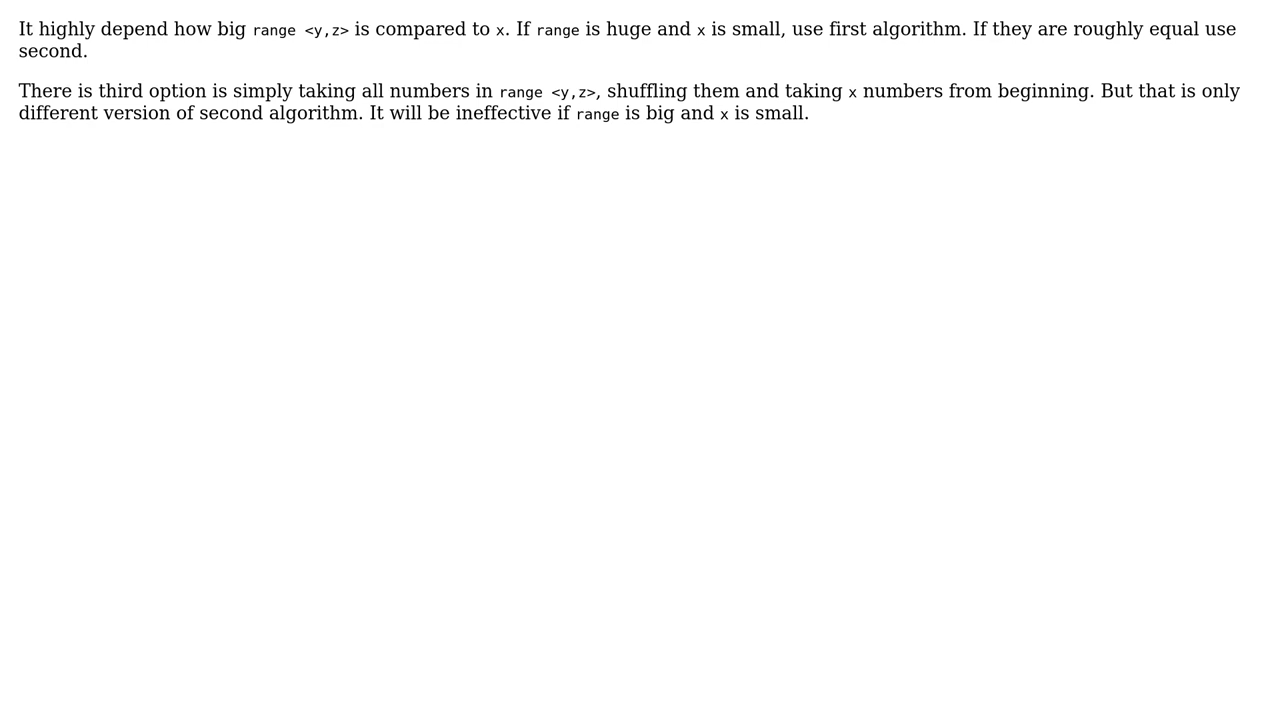 It highly depend how big range <y,z> is compared to x. If range is huge and x is small, use first algorithm. If they are roughly equal use
second.
There is third option is simply taking all numbers in range <y,z>, shuffling them and taking x numbers from beginning. But that is only
different version of second algorithm. It will be ineffective if range is big and x is small.